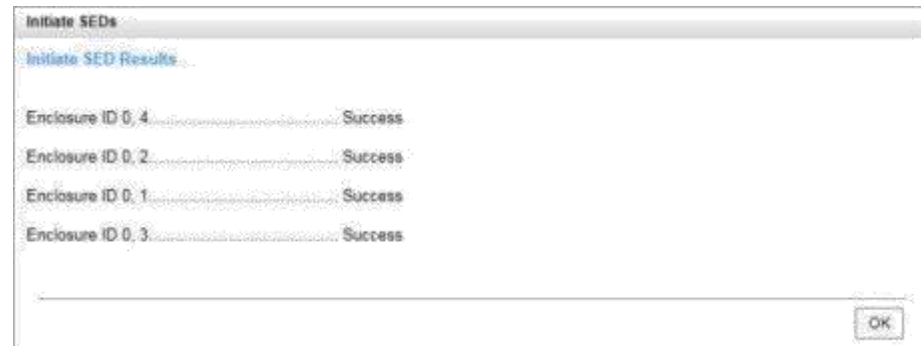 Initiate SEDs
Initiate SED Results
Enclosure ID 0, 4................................................ Success
Enclosure ID 0, 2................................................ Success
Enclosure ID 0, 1................................................ Success
Enclosure ID 0, 3................................................ Success
OK